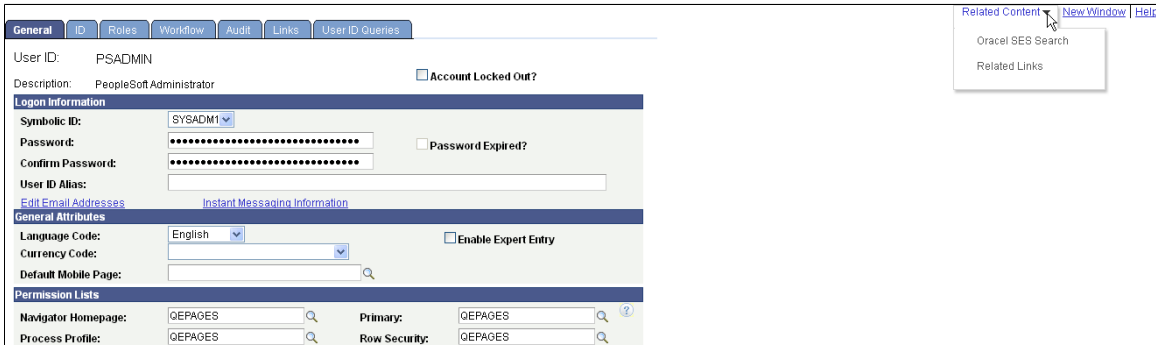 Related Content New Window | Help
General ID Roles Workflow Audit Links User ID Queries
Oracel SES Search
Related Links
User ID: PSADMIN
Account Locked Out?
Description: PeopleSoft Administrator
Logon Information
Symbolic ID: SYSADM1
Password: ••••••••••••••••••••••••••••••••
Password Expired?
Confirm Password: ••••••••••••••••••••••••••••••••
User ID Alias:
Edit Email Addresses Instant Messaging Information
General Attributes
Language Code: English Enable Expert Entry
Currency Code:
Default Mobile Page:
Permission Lists
Navigator Homepage: QEPAGES Primary: QEPAGES ?
Process Profile: QEPAGES Row Security: QEPAGES